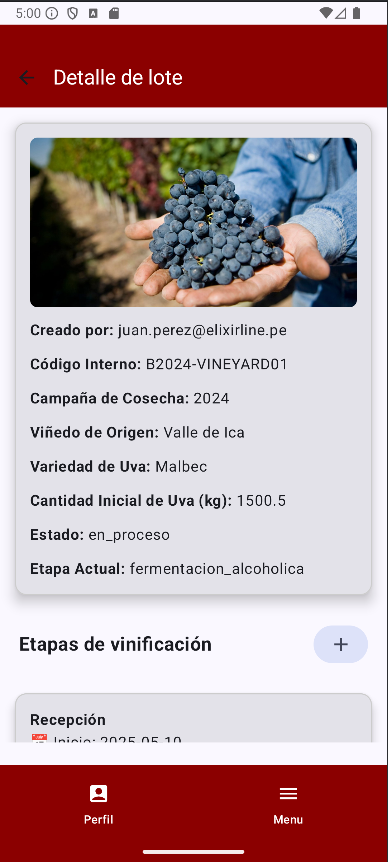 5:00
Detalle de lote
Creado por: juan.perez@elixirline.pe
Código Interno: B2024-VINEYARD01
Campaña de Cosecha: 2024
Viñedo de Origen: Valle de Ica
Variedad de Uva: Malbec
Cantidad Inicial de Uva (kg): 1500.5
Estado: en_proceso
Etapa Actual: fermentacion_alcoholica
Etapas de vinificación
+
Recepción
📅 Inicio: 2025-05-10
Perfil
Menu